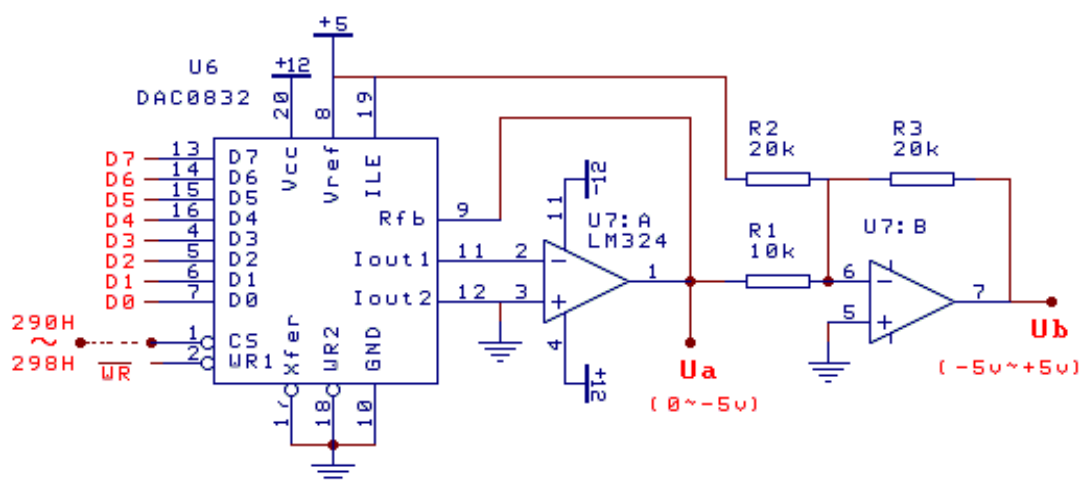 +5
U6
DAC0832
+12
20
8
19
Vcc
Vref
ILE
D7 13 D7
D6 14 D6
D5 15 D5
D4 16 D4
D3 4 D3
D2 5 D2
D1 6 D1
D0 7 D0
Rfb 9
Iout1 11
Iout2 12
290H
~
298H
1 CS
WR 2 WR1
Xfer
WR2
GND
17
18
10
2 −
3 +
11
-12
4
+12
1
U7:A
LM324
Ua
(0~-5v)
R2
20k
R3
20k
R1
10k
U7:B
6 −
5 +
7
Ub
(-5v~+5v)